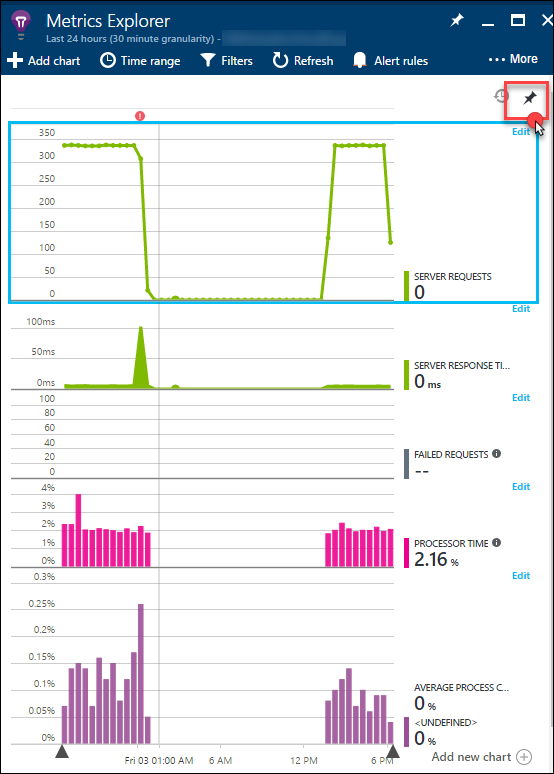 Metrics Explorer
Last 24 hours (30 minute granularity) -
Add chart Time range Filters Refresh Alert rules ... More
!
Edit
350
300
250
200
150
100
50
0
SERVER REQUESTS
0
Edit
100ms
50ms
0ms
SERVER RESPONSE TI...
0 ms
Edit
100
80
60
40
20
0
FAILED REQUESTS
--
Edit
4%
3%
2%
1%
0%
PROCESSOR TIME
2.16 %
Edit
0.3%
0.25%
0.2%
0.15%
0.1%
0.05%
0%
AVERAGE PROCESS C...
0 %
<UNDEFINED>
0 %
Fri 03 01:00 AM 6 AM 12 PM 6 PM
Add new chart